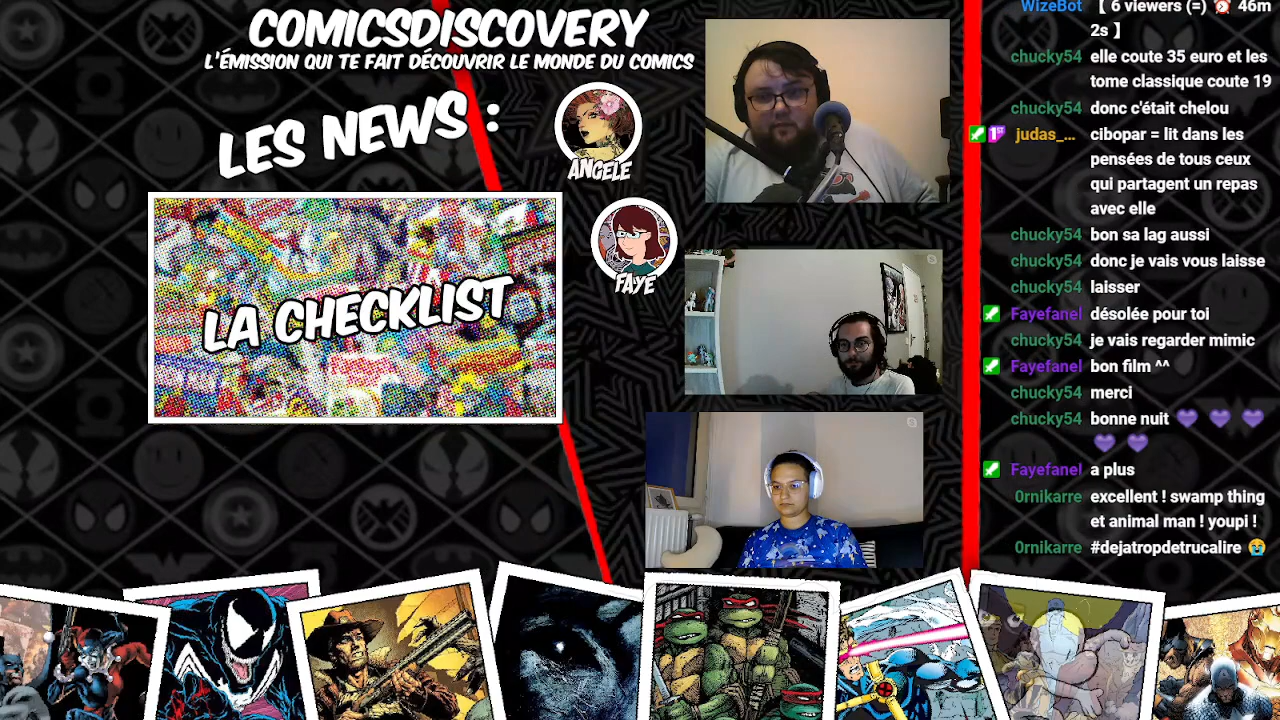 COMICSDISCOVERY
L'ÉMISSION QUI TE FAIT DÉCOUVRIR LE MONDE DU COMICS
LES NEWS :
ANGELE
FAYE
LA CHECKLIST
WizeBot 【 6 viewers (=) ⏰ 46m
2s 】
chucky54 elle coute 35 euro et les
tome classique coute 19
chucky54 donc c'était chelou
judas_... cibopar = lit dans les
pensées de tous ceux
qui partagent un repas
avec elle
chucky54 bon sa lag aussi
chucky54 donc je vais vous laisse
chucky54 laisser
Fayefanel désolée pour toi
chucky54 je vais regarder mimic
Fayefanel bon film ^^
chucky54 merci
chucky54 bonne nuit 💜 💜 💜
💜 💜
Fayefanel a plus
0rnikarre excellent ! swamp thing
et animal man ! youpi !
0rnikarre #dejatropdetrucalire 😭